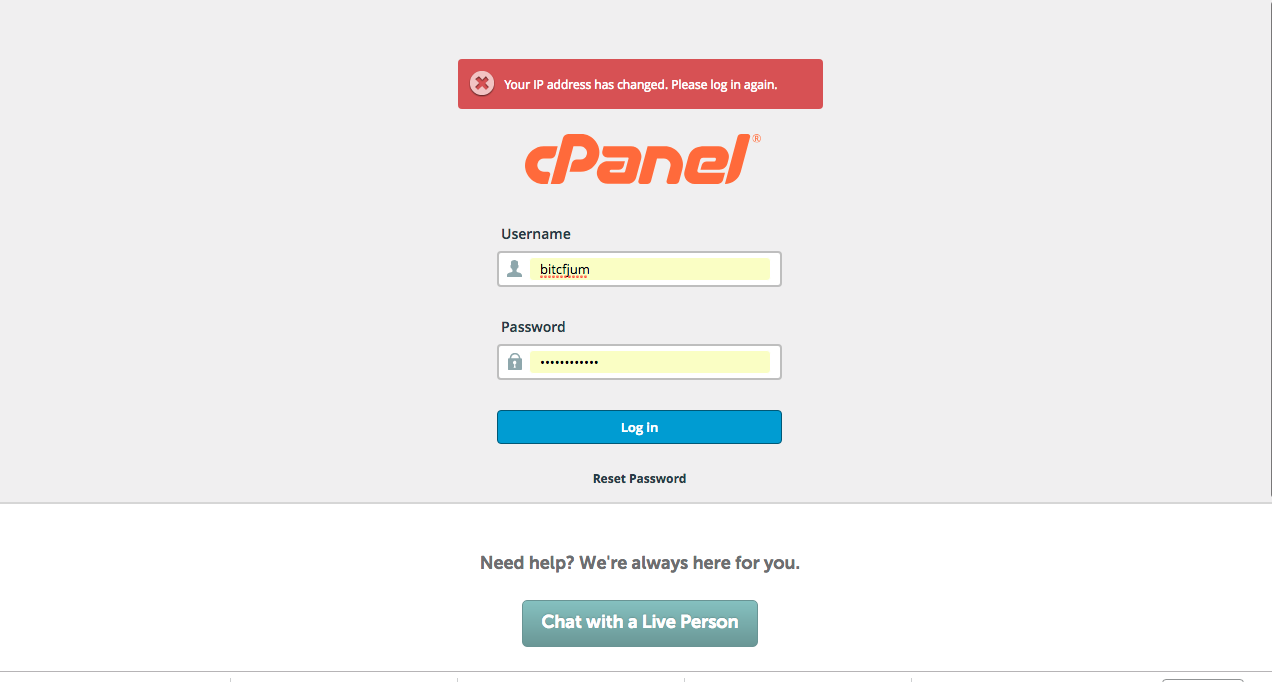 Your IP address has changed. Please log in again.
cPanel®
Username
bitcfjum
Password
••••••••••••
Log in
Reset Password
Need help? We're always here for you.
Chat with a Live Person